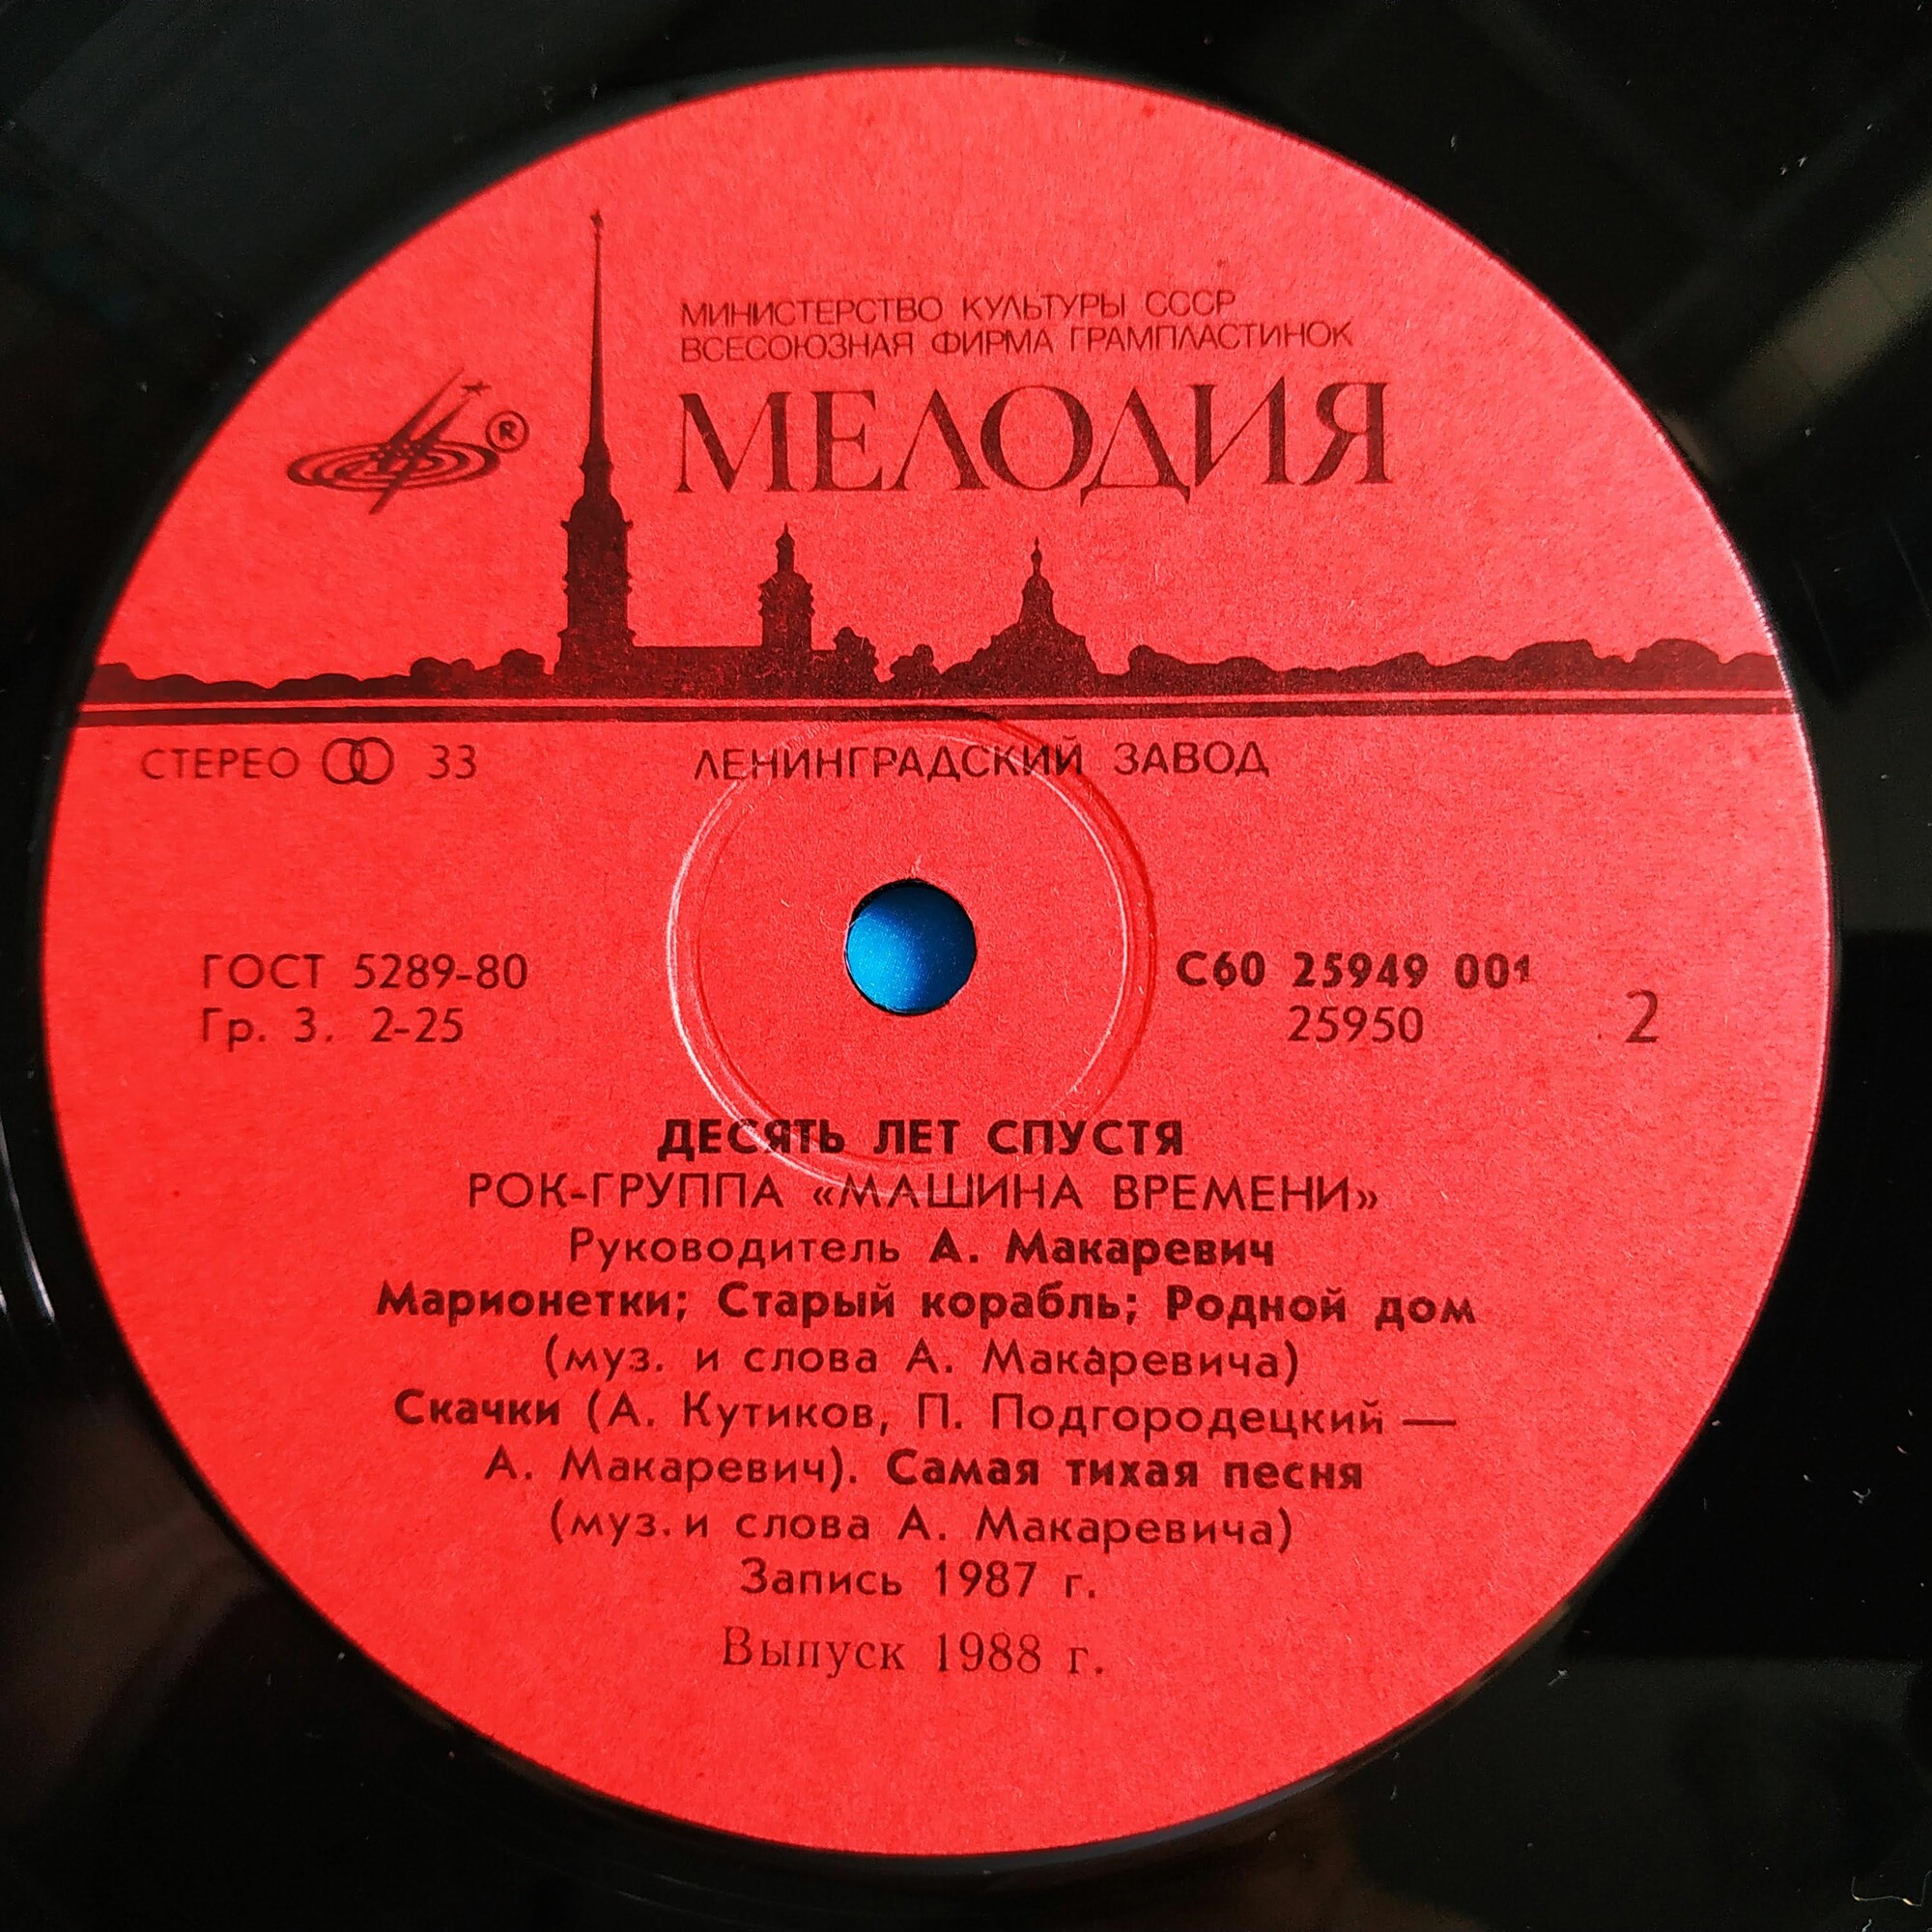 МИНИСТЕРСТВО КУЛЬТУРЫ СССР
ВСЕСОЮЗНАЯ ФИРМА ГРАМПЛАСТИНОК
МЕЛОДИЯ
®
СТЕРЕО 33
ЛЕНИНГРАДСКИЙ ЗАВОД
ГОСТ 5289-80
Гр. 3. 2-25
С60 25949 001
25950
2
ДЕСЯТЬ ЛЕТ СПУСТЯ
РОК-ГРУППА «МАШИНА ВРЕМЕНИ»
Руководитель А. Макаревич
Марионетки; Старый корабль; Родной дом
(муз. и слова А. Макаревича)
Скачки (А. Кутиков, П. Подгородецкий —
А. Макаревич). Самая тихая песня
(муз. и слова А. Макаревича)
Запись 1987 г.
Выпуск 1988 г.